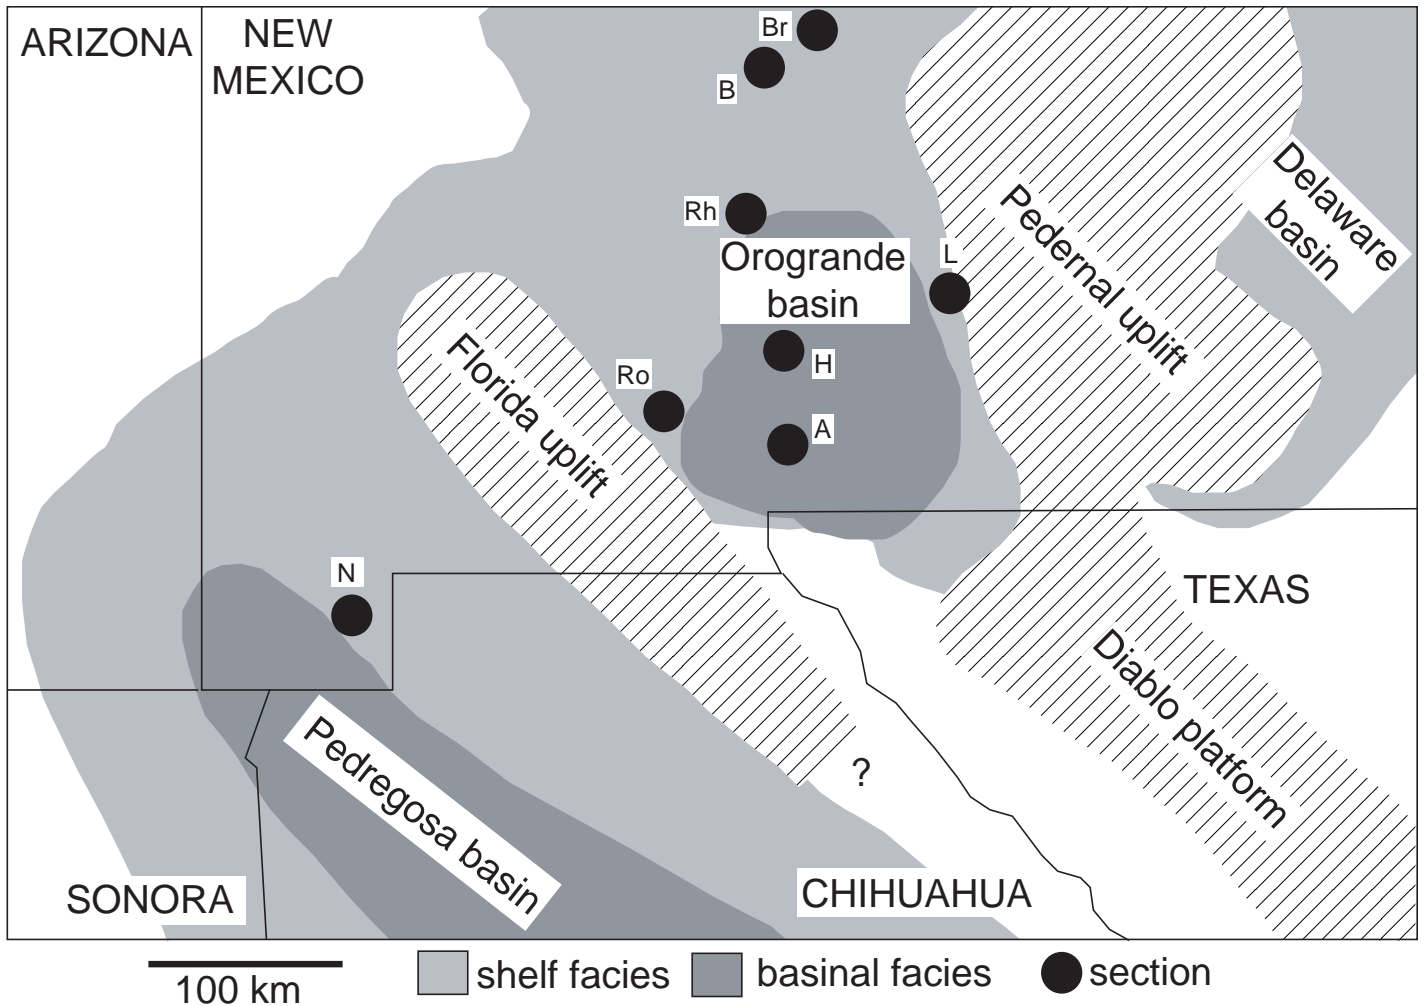 ARIZONA
NEW
MEXICO
Br
B
Rh
L
Orogrande
basin
H
A
Ro
N
Florida uplift
Pedernal uplift
Delaware
basin
TEXAS
Diablo platform
?
Pedregosa basin
SONORA
CHIHUAHUA
100 km
shelf facies
basinal facies
section